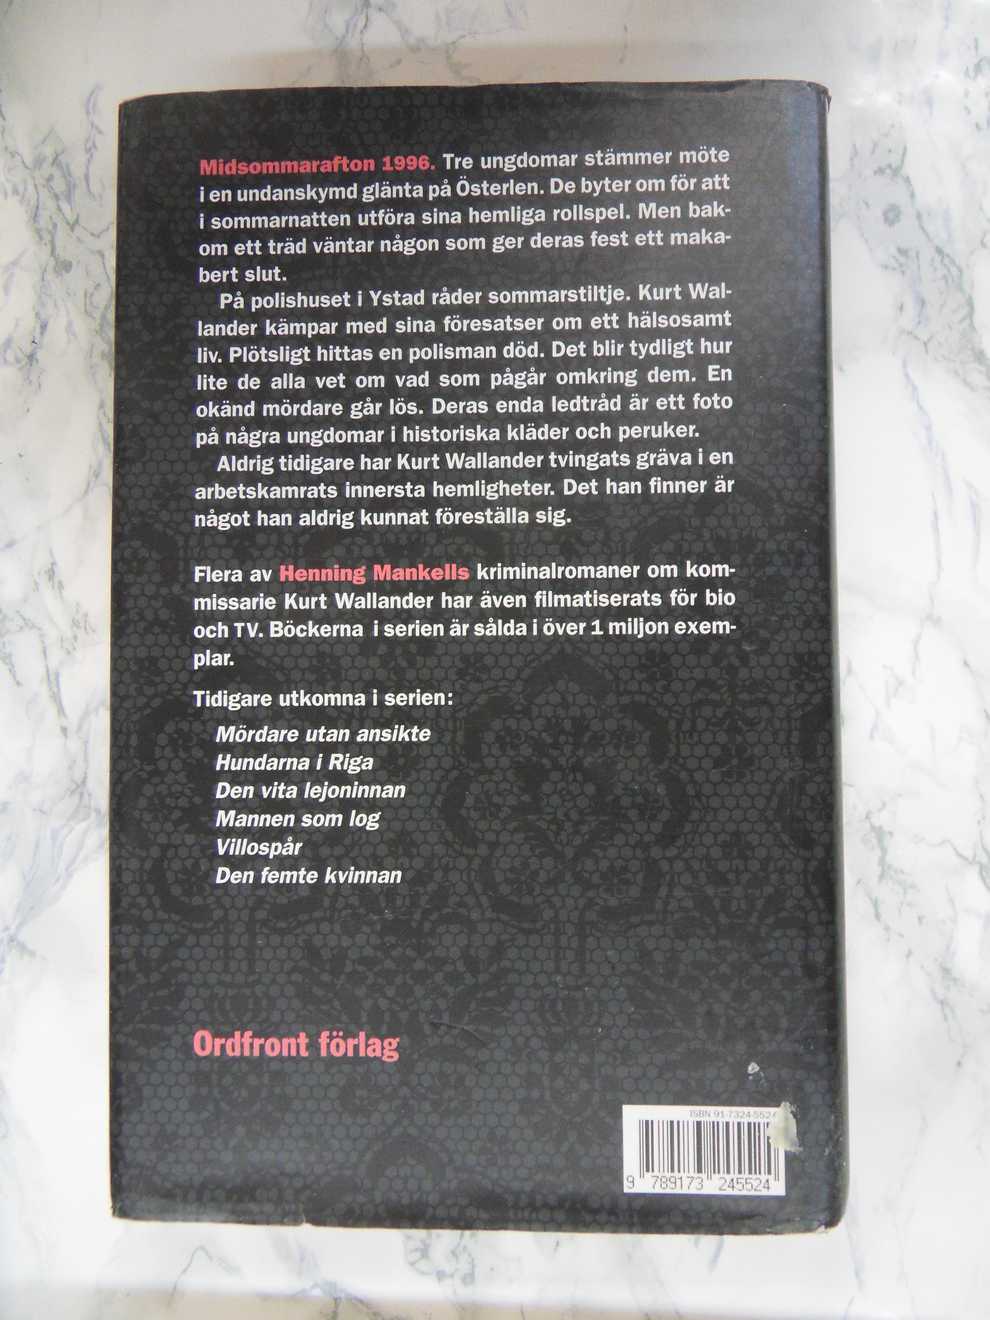 Midsommarafton 1996. Tre ungdomar stämmer möte
i en undanskymd glänta på Österlen. De byter om för att
i sommarnatten utföra sina hemliga rollspel. Men bak-
om ett träd väntar någon som ger deras fest ett maka-
bert slut.
På polishuset i Ystad råder sommarstiltje. Kurt Wal-
lander kämpar med sina föresatser om ett hälsosamt
liv. Plötsligt hittas en polisman död. Det blir tydligt hur
lite de alla vet om vad som pågår omkring dem. En
okänd mördare går lös. Deras enda ledtråd är ett foto
på några ungdomar i historiska kläder och peruker.
Aldrig tidigare har Kurt Wallander tvingats gräva i en
arbetskamrats innersta hemligheter. Det han finner är
något han aldrig kunnat föreställa sig.
Flera av Henning Mankells kriminalromaner om kom-
missarie Kurt Wallander har även filmatiserats för bio
och TV. Böckerna i serien är sålda i över 1 miljon exem-
plar.
Tidigare utkomna i serien:
Mördare utan ansikte
Hundarna i Riga
Den vita lejoninnan
Mannen som log
Villospår
Den femte kvinnan
Ordfront förlag
ISBN 91-7324-552
9 789173 245524